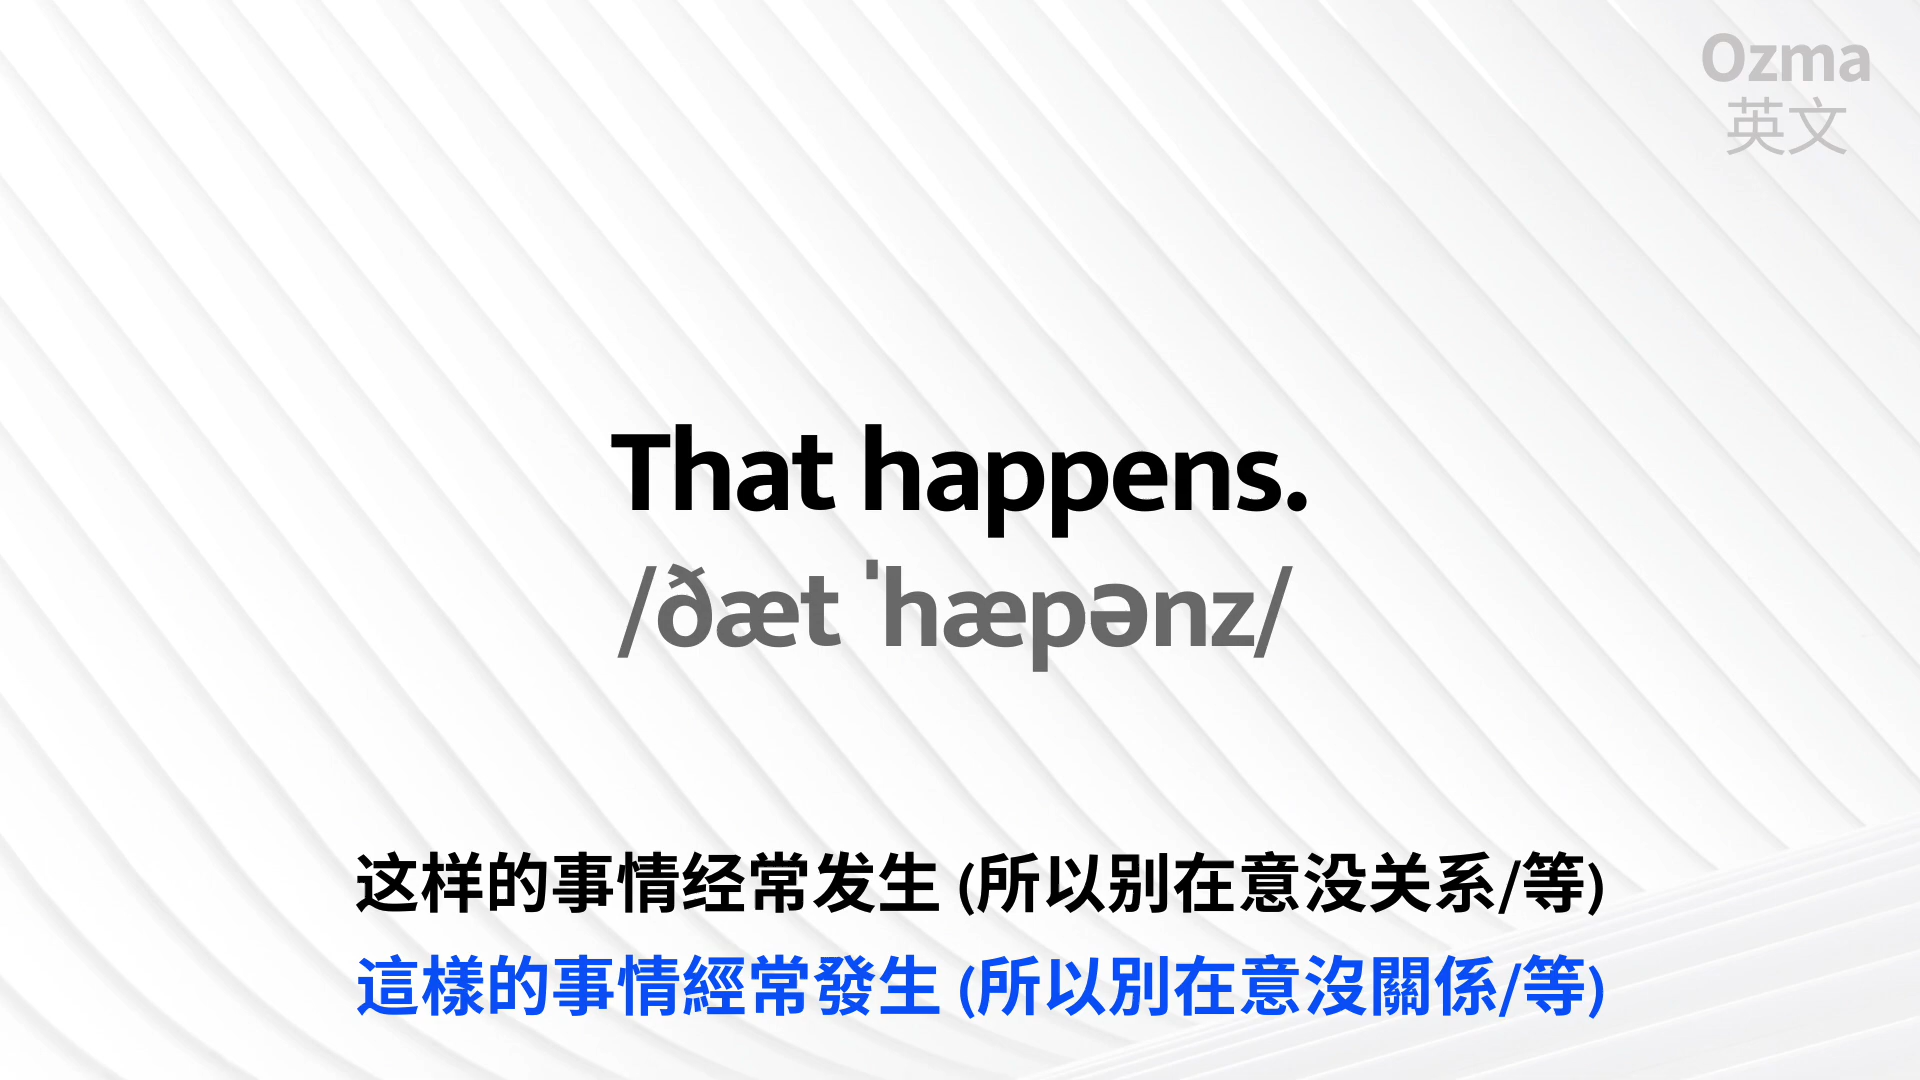 Ozma
英文
That happens.
/ðæt ˈhæpənz/
这样的事情经常发生 (所以别在意没关系/等)
這樣的事情經常發生 (所以別在意沒關係/等)